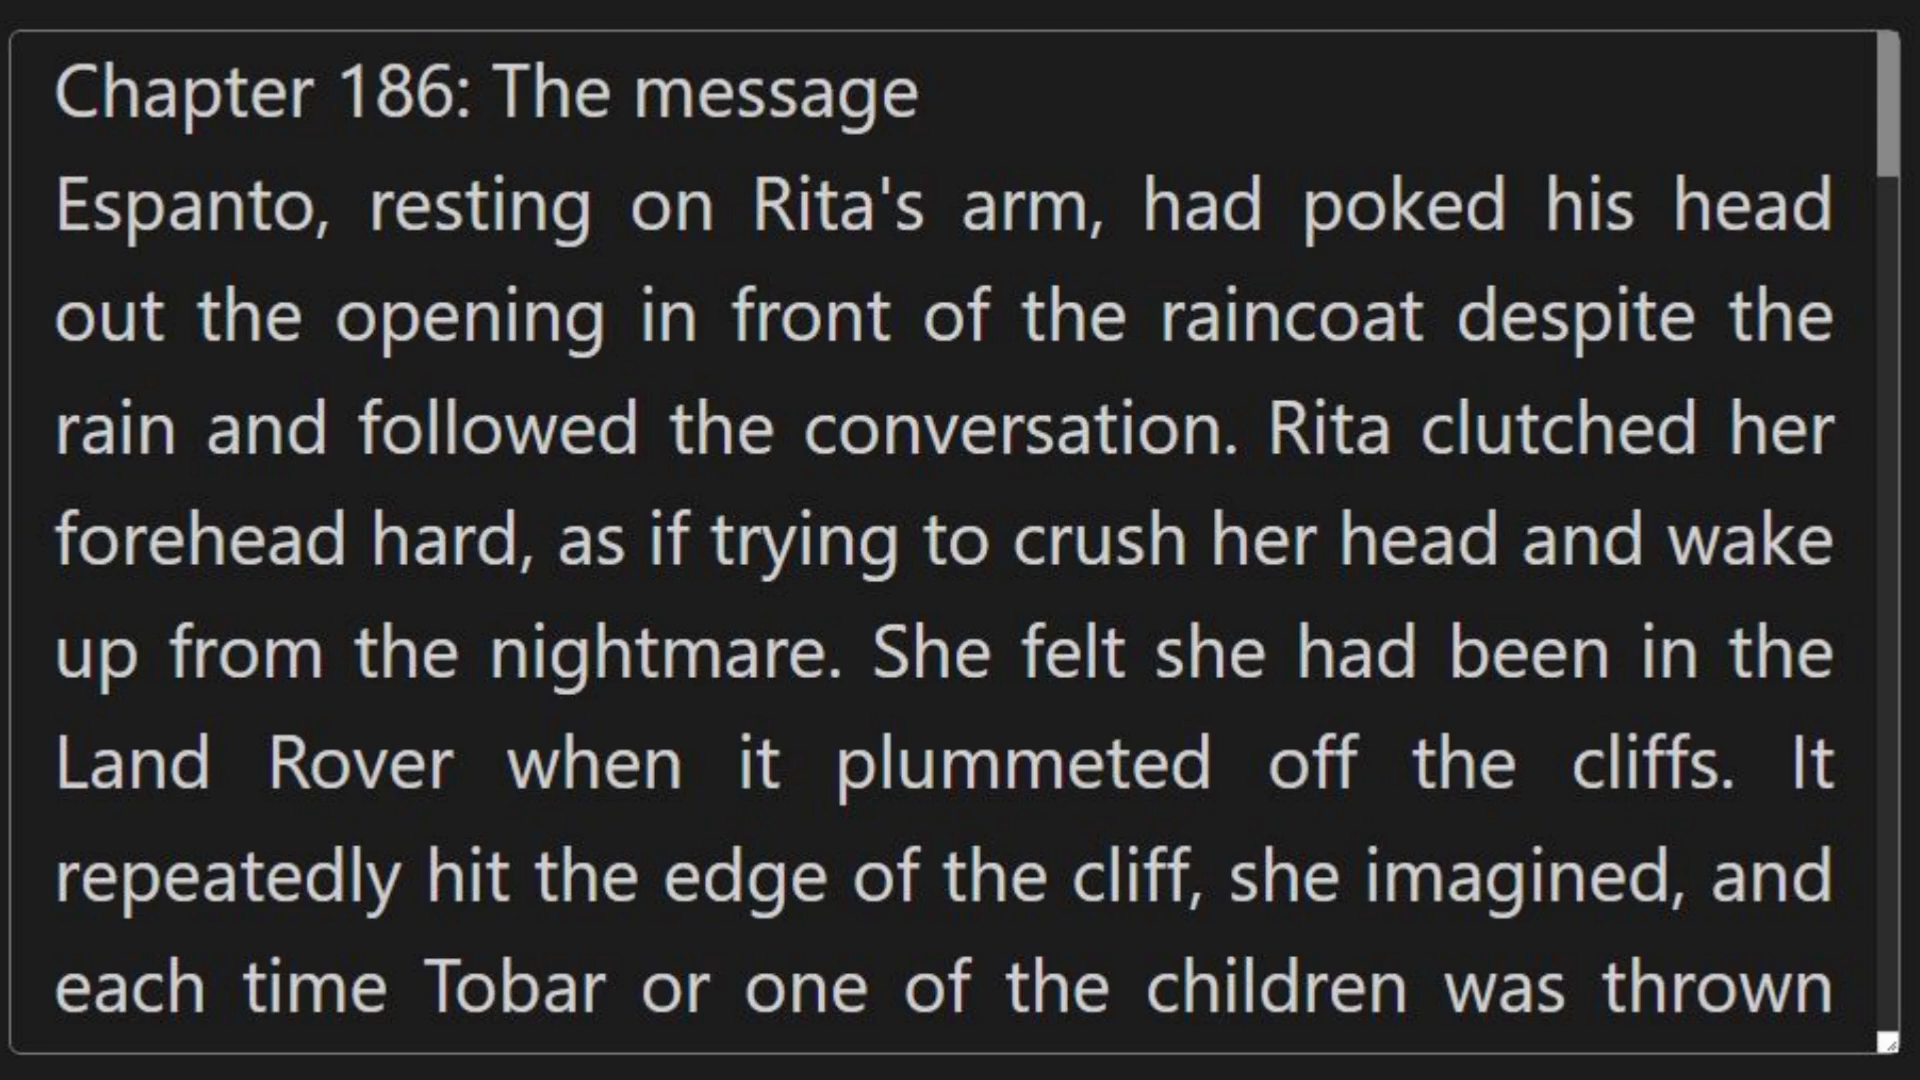 Chapter 186: The message
Espanto, resting on Rita's arm, had poked his head
out the opening in front of the raincoat despite the
rain and followed the conversation. Rita clutched her
forehead hard, as if trying to crush her head and wake
up from the nightmare. She felt she had been in the
Land Rover when it plummeted off the cliffs. It
repeatedly hit the edge of the cliff, she imagined, and
each time Tobar or one of the children was thrown